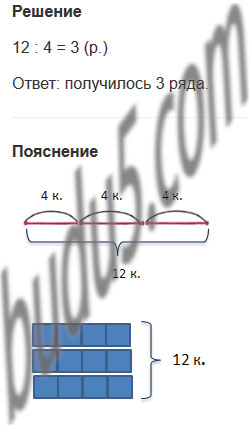 Решение
12 : 4 = 3 (р.)
Ответ: получилось 3 ряда.
Пояснение
4 к. 4 к. 4 к.
12 к.
12 к.
budu5.com